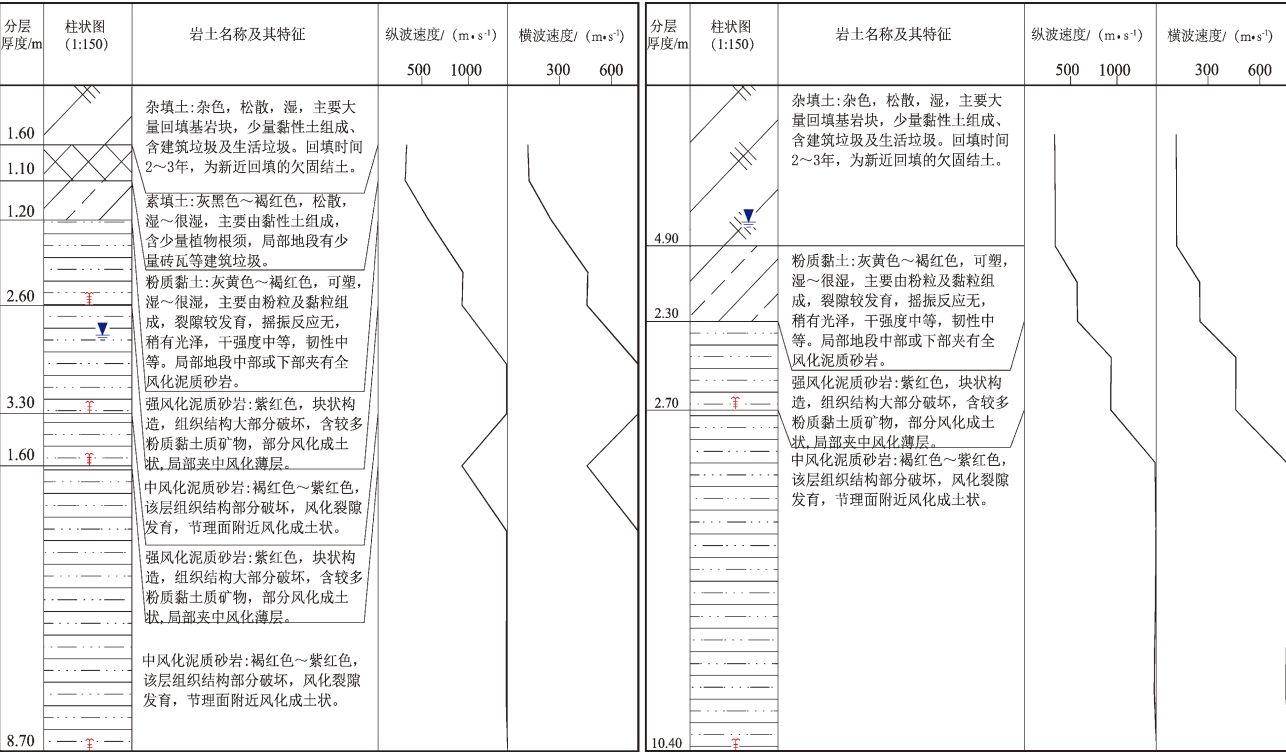 分层
厚度/m
柱状图
(1:150)
岩土名称及其特征
纵波速度/（m•s⁻¹）
500 1000
横波速度/（m•s⁻¹）
300 600
1.60
1.10
1.20
2.60
3.30
1.60
8.70
杂填土:杂色，松散，湿，主要大
量回填基岩块，少量黏性土组成、
含建筑垃圾及生活垃圾。回填时间
2～3年，为新近回填的欠固结土。
素填土:灰黑色～褐红色，松散，
湿～很湿，主要由黏性土组成，
含少量植物根须，局部地段有少
量砖瓦等建筑垃圾。
粉质黏土:灰黄色～褐红色，可塑，
湿～很湿，主要由粉粒及黏粒组
成，裂隙较发育，摇振反应无，
稍有光泽，干强度中等，韧性中
等。局部地段中部或下部夹有全
风化泥质砂岩。
强风化泥质砂岩:紫红色，块状构
造，组织结构大部分破坏，含较多
粉质黏土质矿物，部分风化成土
状,局部夹中风化薄层。
中风化泥质砂岩:褐红色～紫红色，
该层组织结构部分破坏，风化裂隙
发育，节理面附近风化成土状。
强风化泥质砂岩:紫红色，块状构
造，组织结构大部分破坏，含较多
粉质黏土质矿物，部分风化成土
状,局部夹中风化薄层。
中风化泥质砂岩:褐红色～紫红色，
该层组织结构部分破坏，风化裂隙
发育，节理面附近风化成土状。
分层
厚度/m
柱状图
(1:150)
岩土名称及其特征
纵波速度/（m•s⁻¹）
500 1000
横波速度/（m•s⁻¹）
300 600
4.90
2.30
2.70
10.40
杂填土:杂色，松散，湿，主要大
量回填基岩块，少量黏性土组成、
含建筑垃圾及生活垃圾。回填时间
2～3年，为新近回填的欠固结土。
粉质黏土:灰黄色～褐红色，可塑，
湿～很湿，主要由粉粒及黏粒组
成，裂隙较发育，摇振反应无，
稍有光泽，干强度中等，韧性中
等。局部地段中部或下部夹有全
风化泥质砂岩。
强风化泥质砂岩:紫红色，块状构
造，组织结构大部分破坏，含较多
粉质黏土质矿物，部分风化成土
状,局部夹中风化薄层。
中风化泥质砂岩:褐红色～紫红色，
该层组织结构部分破坏，风化裂隙
发育，节理面附近风化成土状。